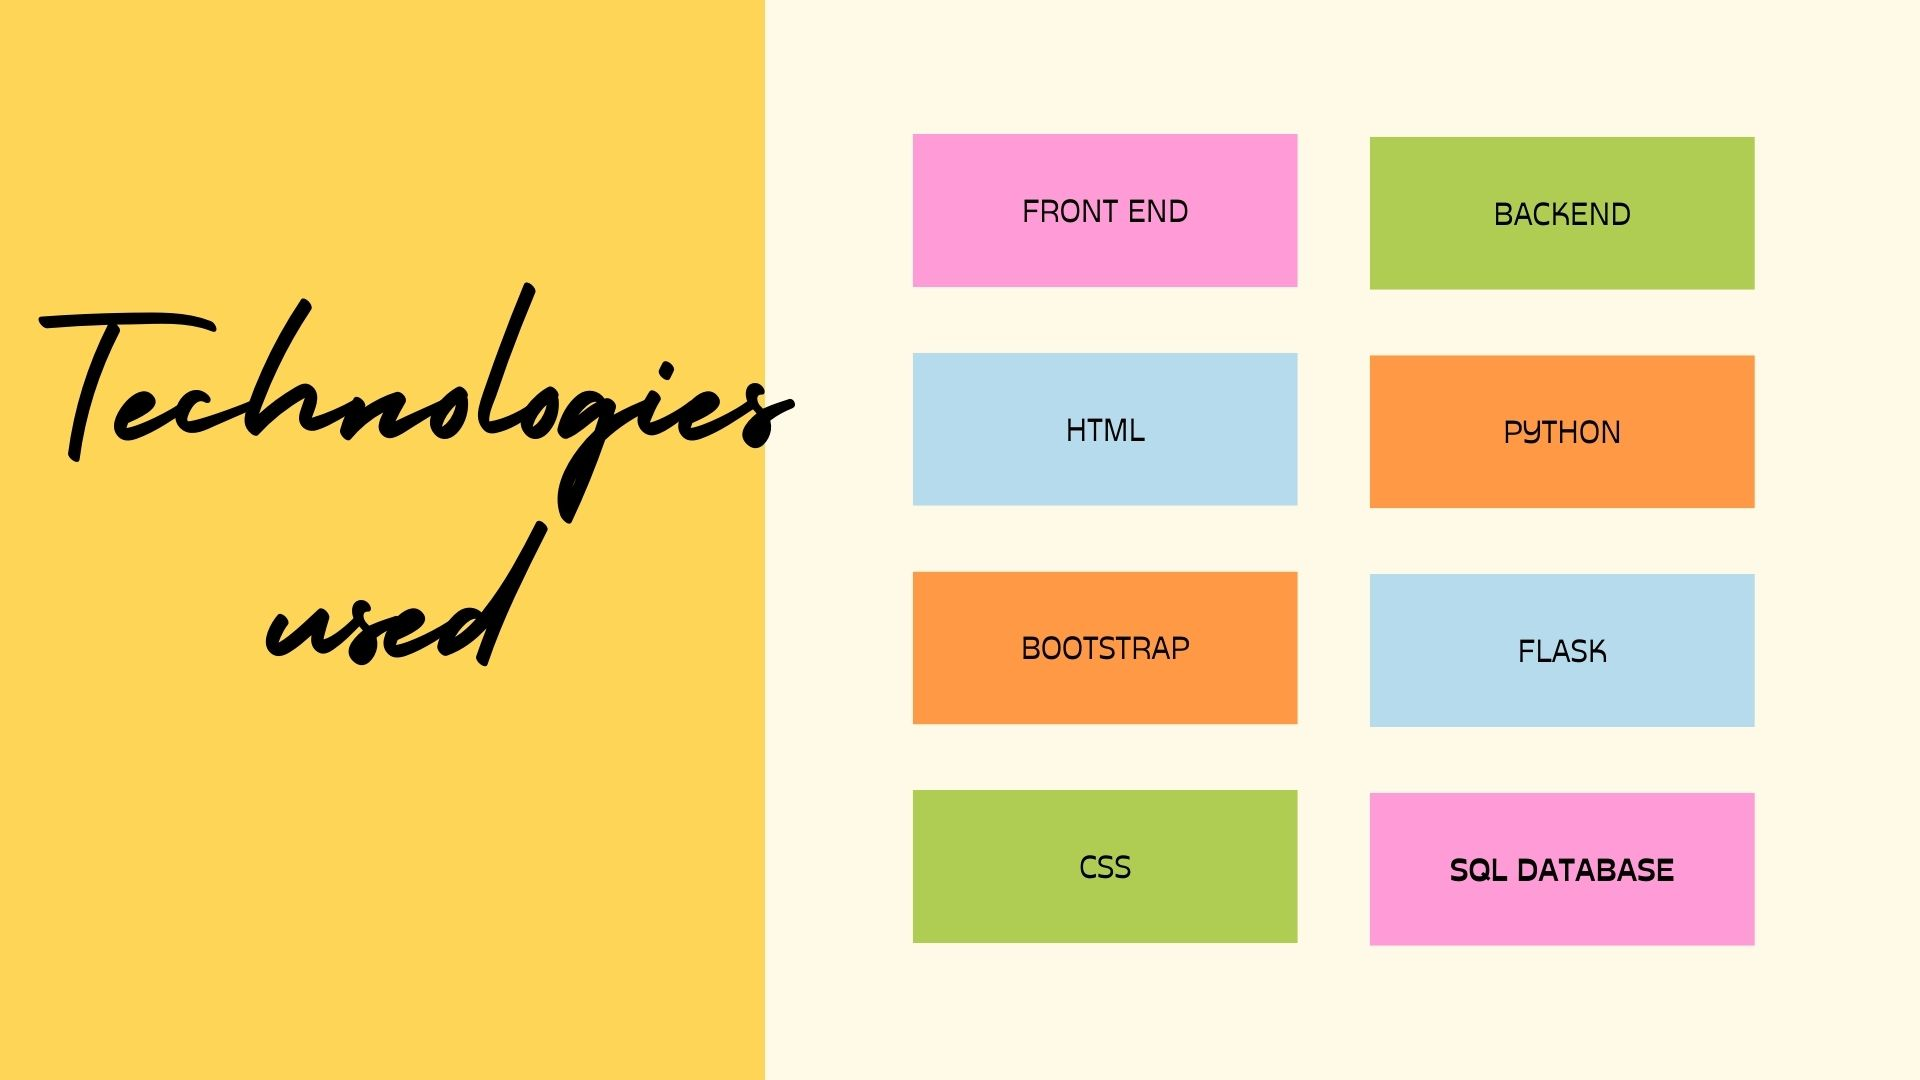 Technologies
used
FRONT END
BACKEND
HTML
PYTHON
BOOTSTRAP
FLASK
CSS
SQL DATABASE